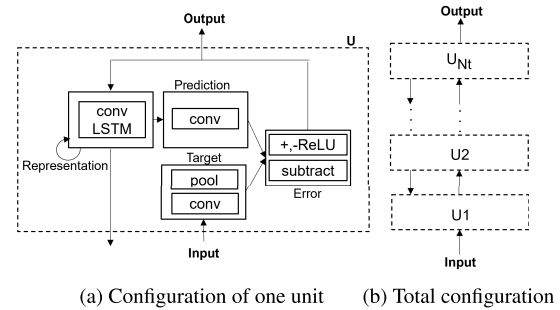 Output
U
Prediction
conv
LSTM
conv
Representation
Target
pool
conv
+,-ReLU
subtract
Error
Input
(a) Configuration of one unit
Output
U_Nt
U2
U1
Input
(b) Total configuration